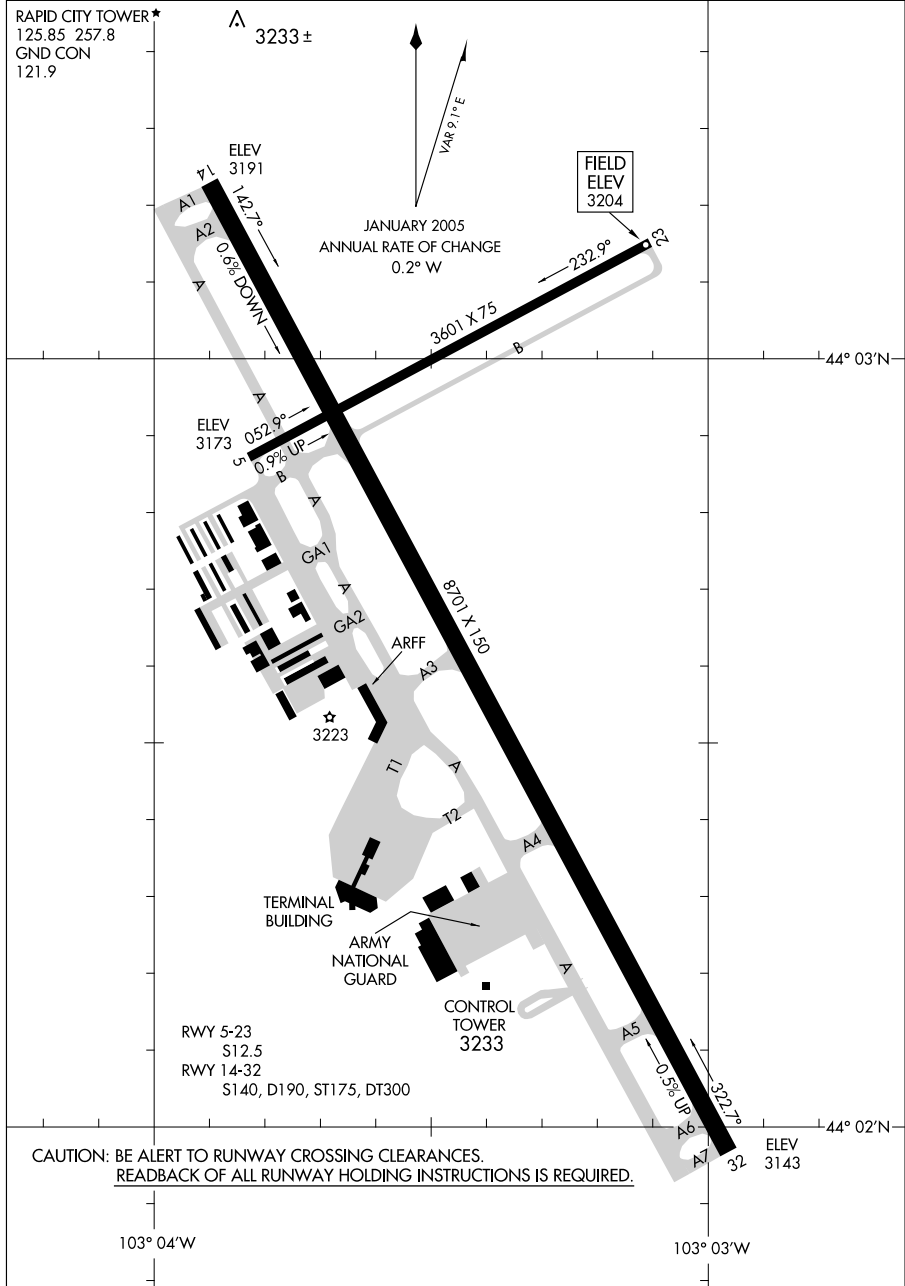 RAPID CITY TOWER★
125.85 257.8
GND CON
121.9
3233±
VAR 9.1° E
JANUARY 2005
ANNUAL RATE OF CHANGE
0.2° W
FIELD
ELEV
3204
ELEV
3191
14
142.7°
A1
A2
0.6% DOWN
A
23
232.9°
3601 X 75
B
44° 03'N
A
ELEV
3173
052.9°
5
0.9% UP
B
A
GA1
A
GA2
8701 X 150
ARFF
A3
3223
T1
A
T2
A4
TERMINAL
BUILDING
ARMY
NATIONAL
GUARD
A
CONTROL
TOWER
3233
A5
RWY 5-23
S12.5
RWY 14-32
S140, D190, ST175, DT300
0.5% UP
322.7°
A6
A7
32
44° 02'N
ELEV
3143
CAUTION: BE ALERT TO RUNWAY CROSSING CLEARANCES.
READBACK OF ALL RUNWAY HOLDING INSTRUCTIONS IS REQUIRED.
103° 04'W
103° 03'W